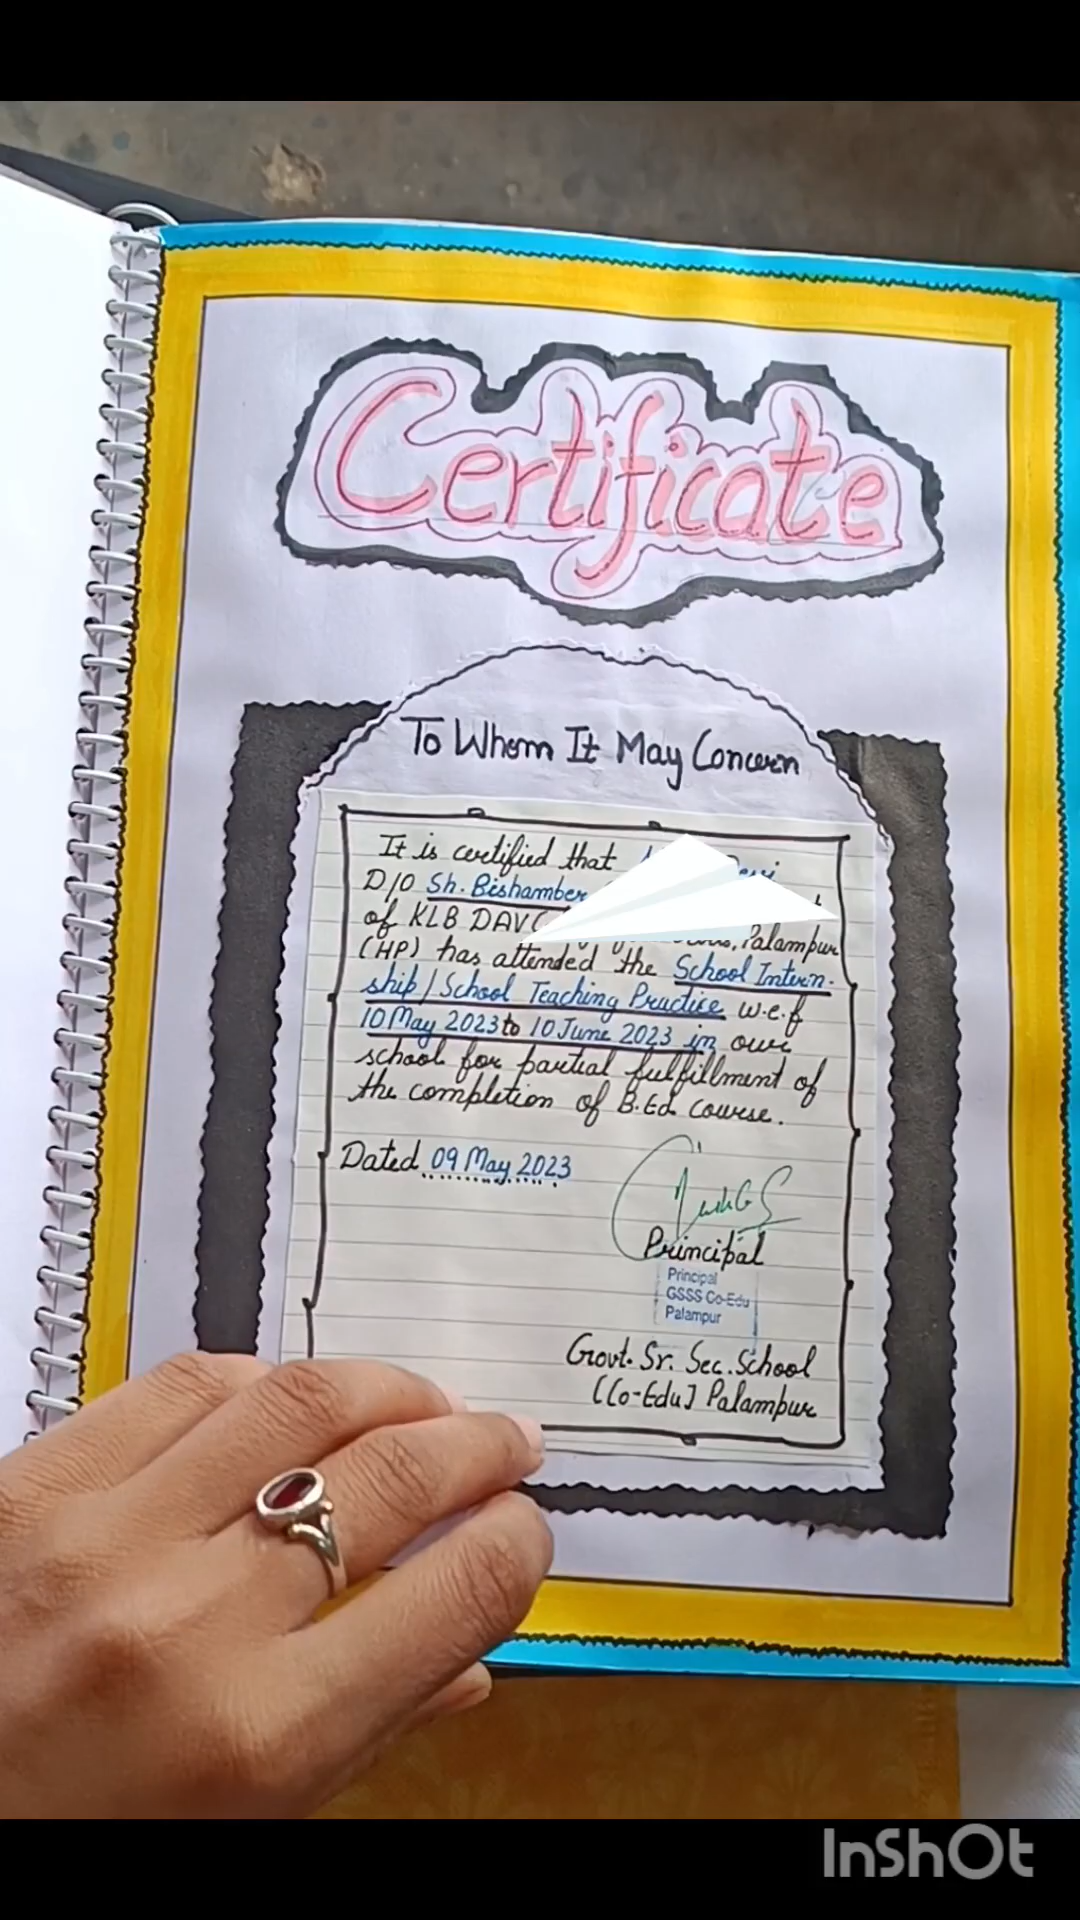 Certificate
To Whom It May Concern
It is certified that Devi
D/O Sh. Bishamber
of KLB DAV Palampur
(HP) has attended the School Intern-
ship / School Teaching Practice w.e.f
10 May 2023 to 10 June 2023 in our
school for partial fulfillment of
the completion of B.Ed course.
Dated 09 May 2023
Principal
Principal
GSSS Co-Edu
Palampur
Govt. Sr. Sec. School
[Co-Edu] Palampur
InShOt